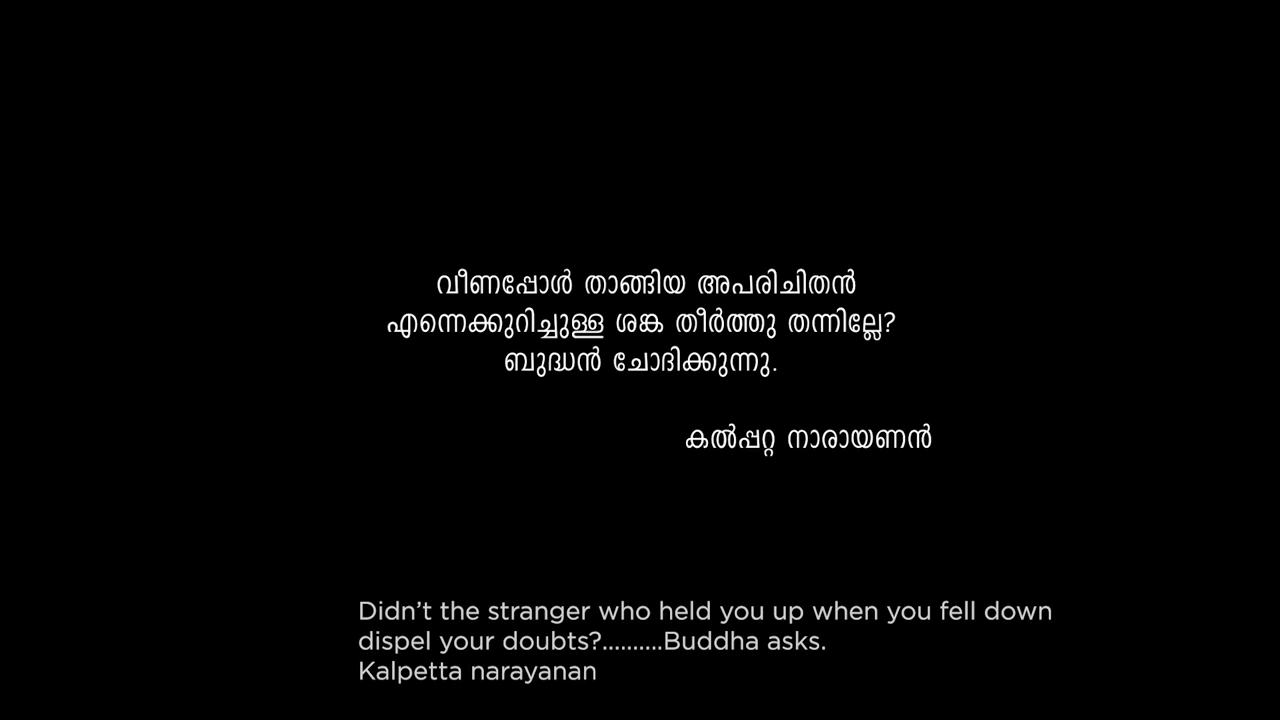 വീണപ്പോൾ താങ്ങിയ അപരിചിതൻ
എന്നെക്കുറിച്ചുള്ള ശങ്ക തീർത്തു തന്നില്ലേ?
ബുദ്ധൻ ചോദിക്കുന്നു.
കൽപ്പറ്റ നാരായണൻ
Didn’t the stranger who held you up when you fell down
dispel your doubts?..........Buddha asks.
Kalpetta narayanan